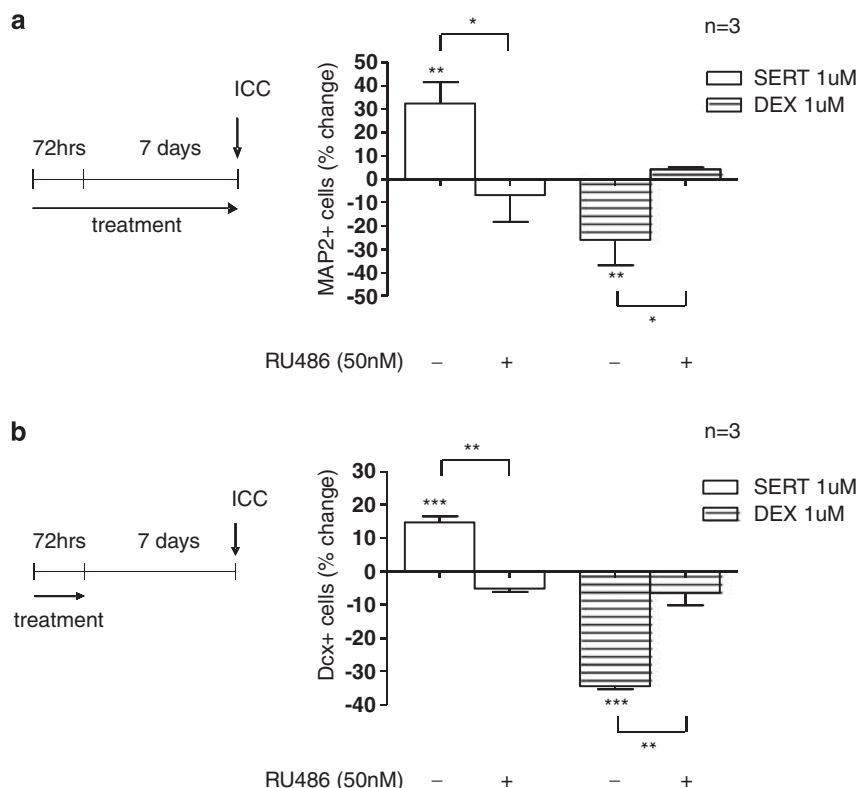 a
n=3
SERT 1uM
DEX 1uM
ICC
72hrs 7 days
treatment
MAP2+ cells (% change)
50
40
30
20
10
0
-10
-20
-30
-40
-50
*
**
**
*
RU486 (50nM) – + – +
b
n=3
SERT 1uM
DEX 1uM
ICC
72hrs 7 days
treatment
Dcx+ cells (% change)
30
20
10
0
-10
-20
-30
-40
**
***
***
**
RU486 (50nM) – + – +